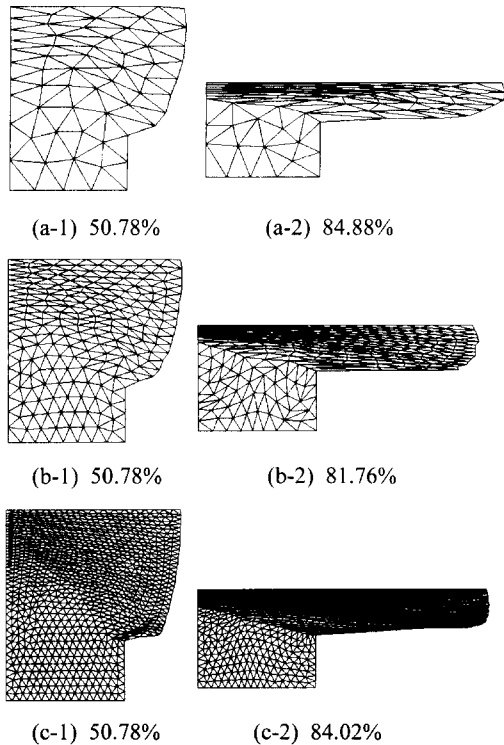 (a-1) 50.78%
(a-2) 84.88%
(b-1) 50.78%
(b-2) 81.76%
(c-1) 50.78%
(c-2) 84.02%